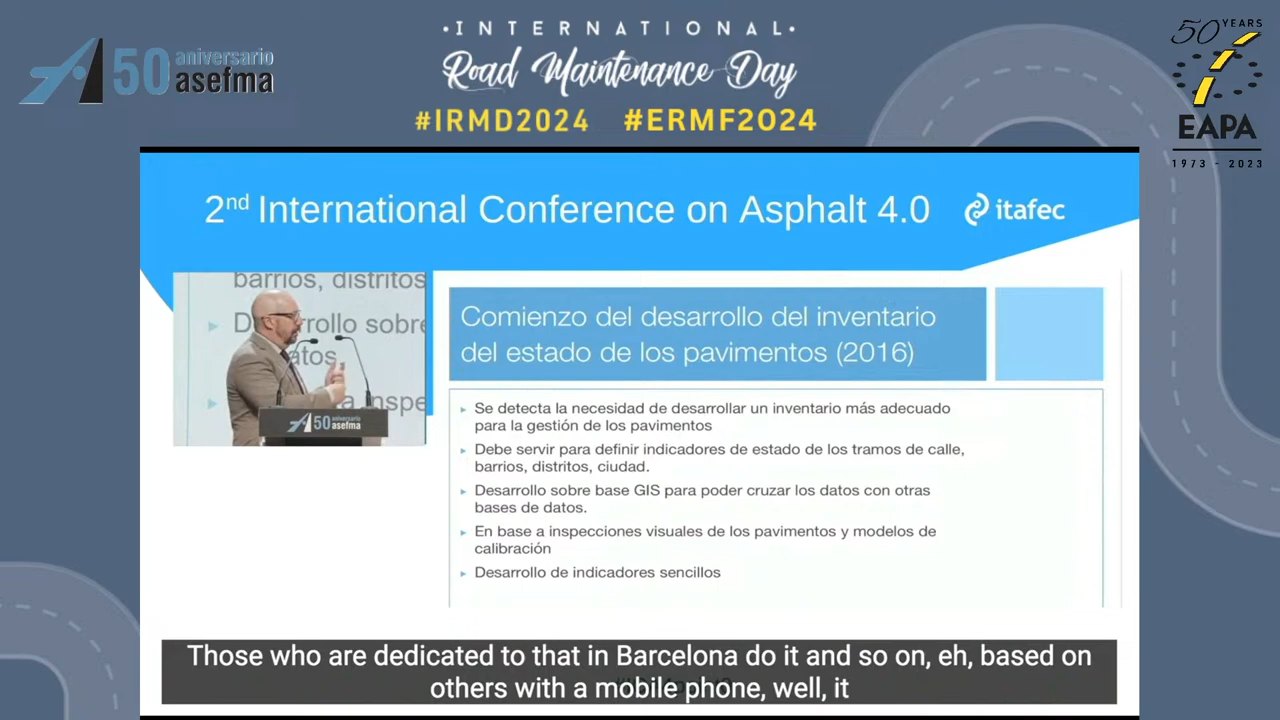 ·INTERNATIONAL·
Road Maintenance Day
#IRMD2024 #ERMF2024
50 aniversario
asefma
50 YEARS
EAPA
1973 - 2023
2nd International Conference on Asphalt 4.0
itafec
barrios, distritos
rrollo sobre
atos,
inspe
50 aniversario
asefma
Comienzo del desarrollo del inventario
del estado de los pavimentos (2016)
Se detecta la necesidad de desarrollar un inventario más adecuado
para la gestión de los pavimentos
Debe servir para definir indicadores de estado de los tramos de calle,
barrios, distritos, ciudad.
Desarrollo sobre base GIS para poder cruzar los datos con otras
bases de datos.
En base a inspecciones visuales de los pavimentos y modelos de
calibración
Desarrollo de indicadores sencillos
Those who are dedicated to that in Barcelona do it and so on, eh, based on
others with a mobile phone, well, it